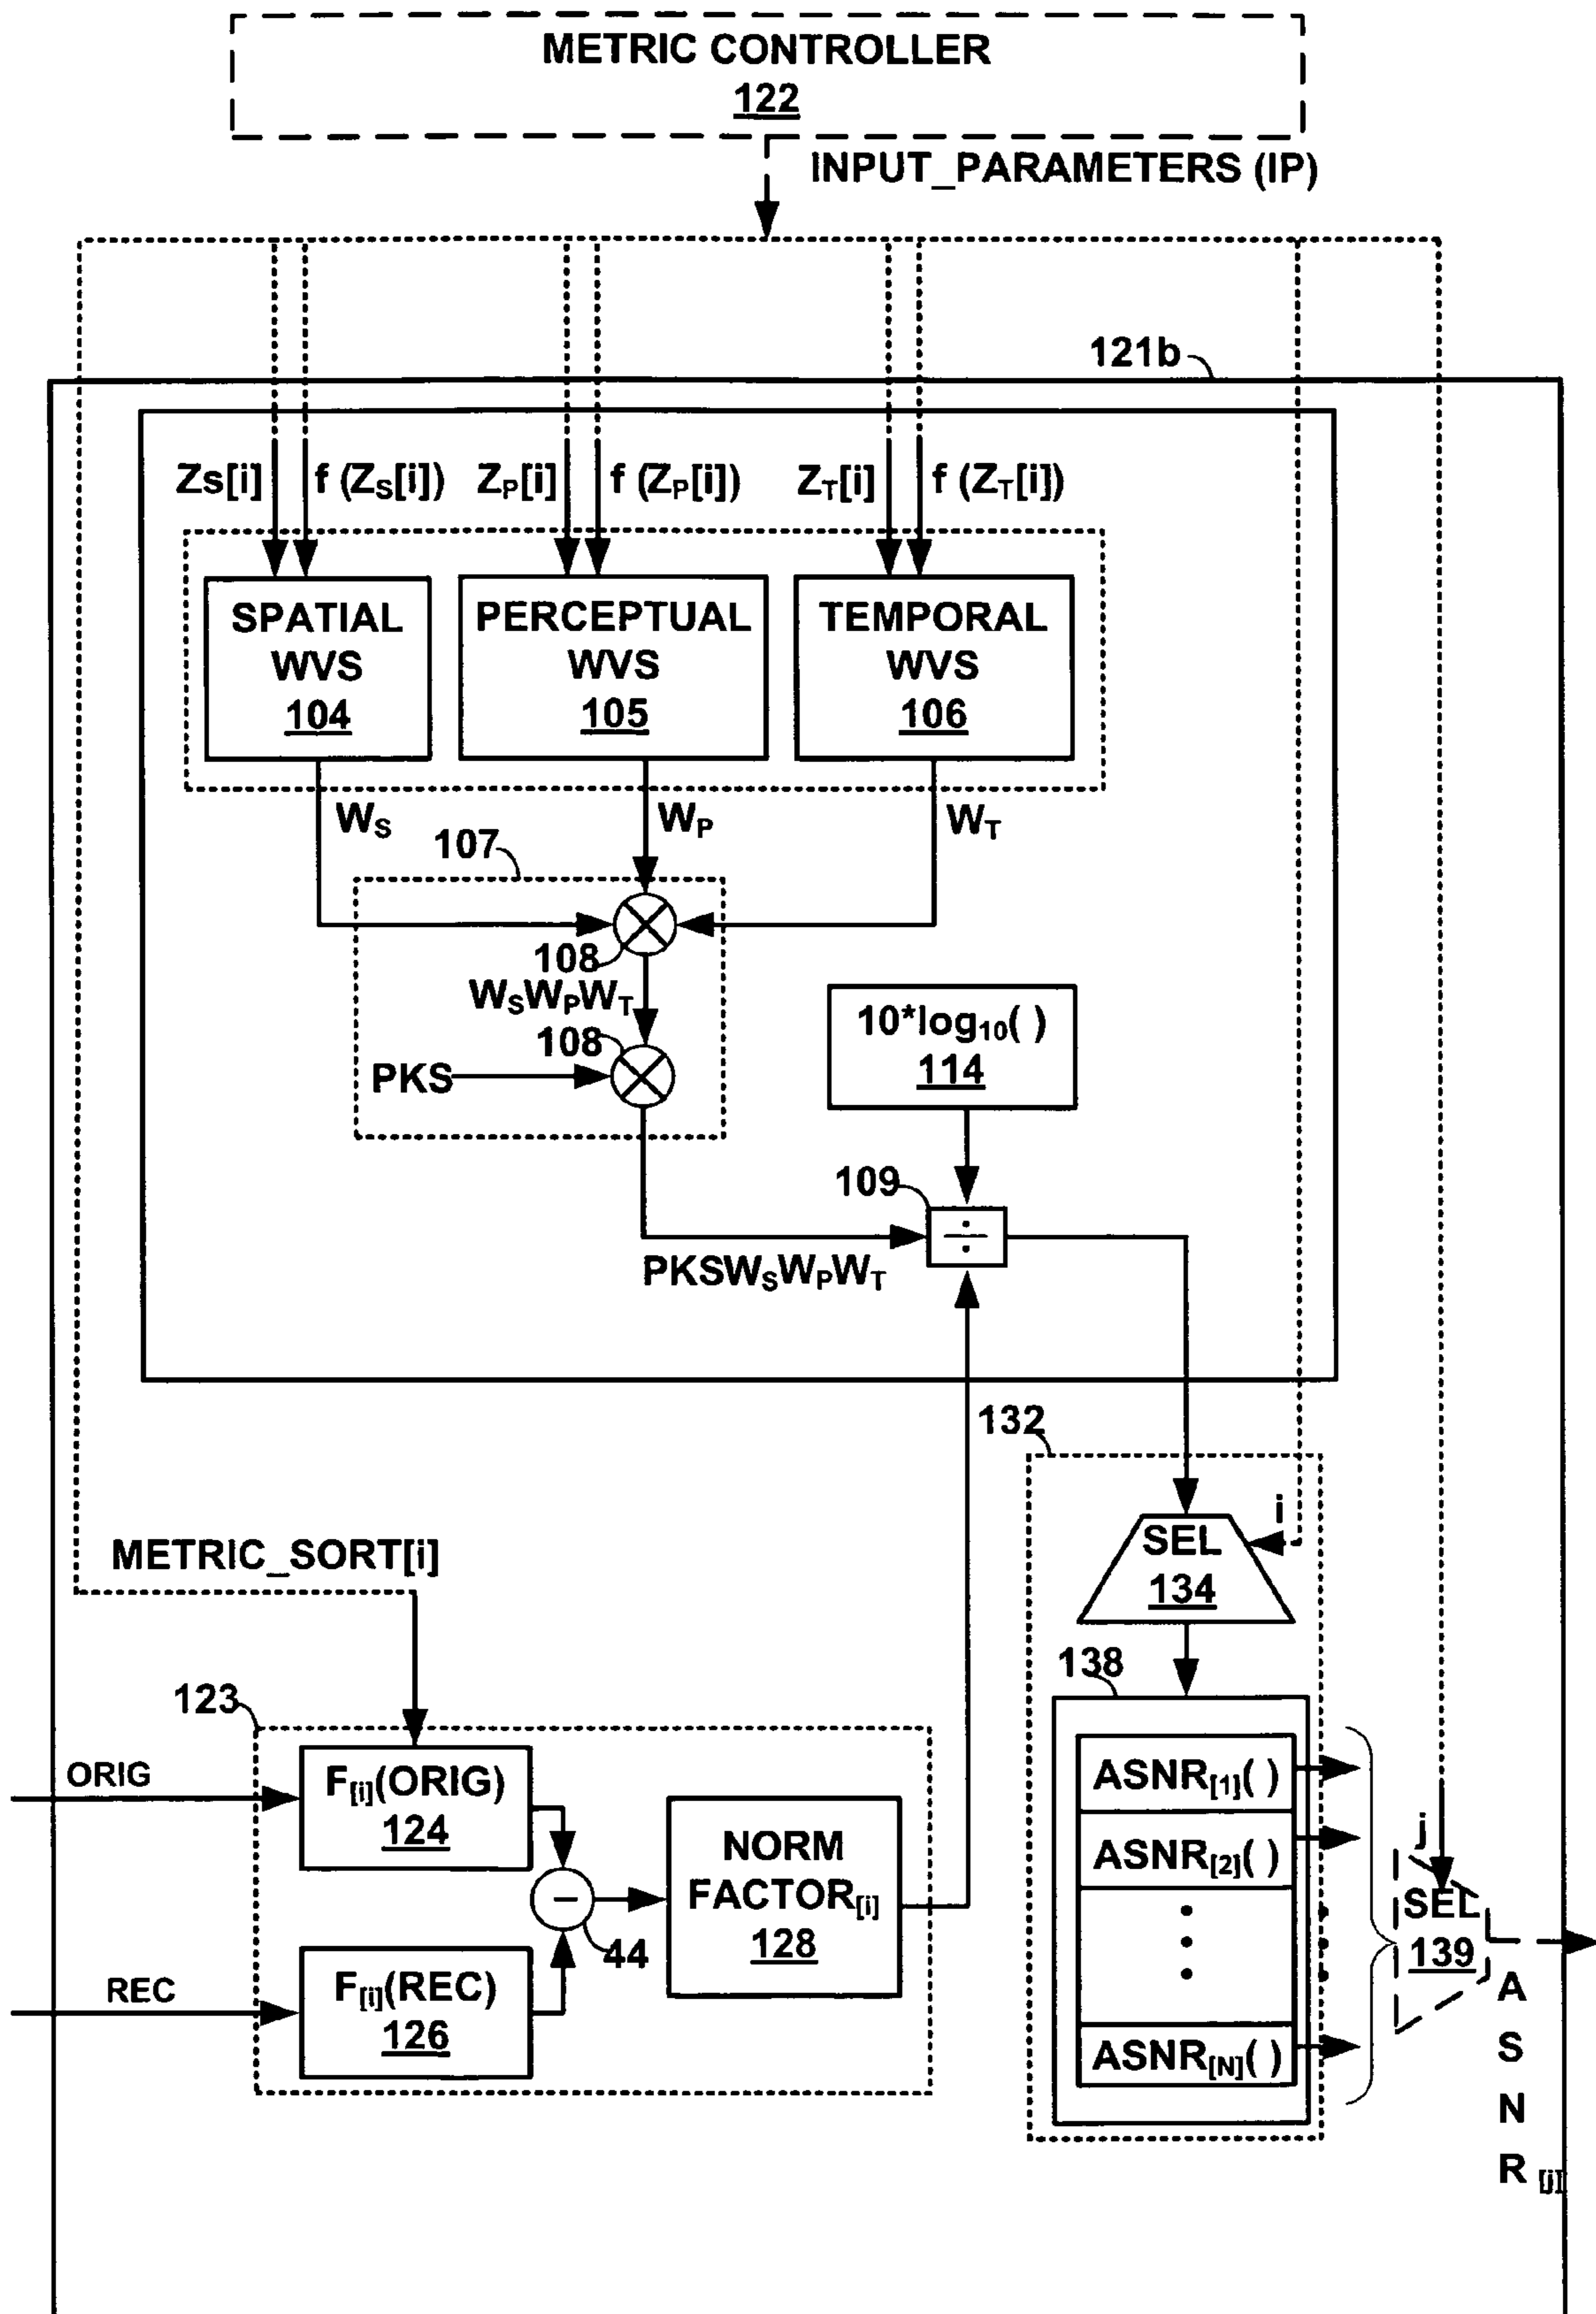 METRIC CONTROLLER
122
INPUT_PARAMETERS (IP)
121b
Zs[i] f (ZS[i]) ZP[i] f (ZP[i]) ZT[i] f (ZT[i])
SPATIAL
WVS
104
PERCEPTUAL
WVS
105
TEMPORAL
WVS
106
WS
WP
WT
107
108
WSWPWT
108
PKS
10*log10( )
114
109
÷
PKSWSWPWT
132
i
SEL
134
METRIC_SORT[i]
138
123
ORIG
F[i](ORIG)
124
NORM
FACTOR[i]
128
-
44
REC
F[i](REC)
126
ASNR[1]( )
ASNR[2]( )
ASNR[N]( )
j
SEL
139
A
S
N
R [j]